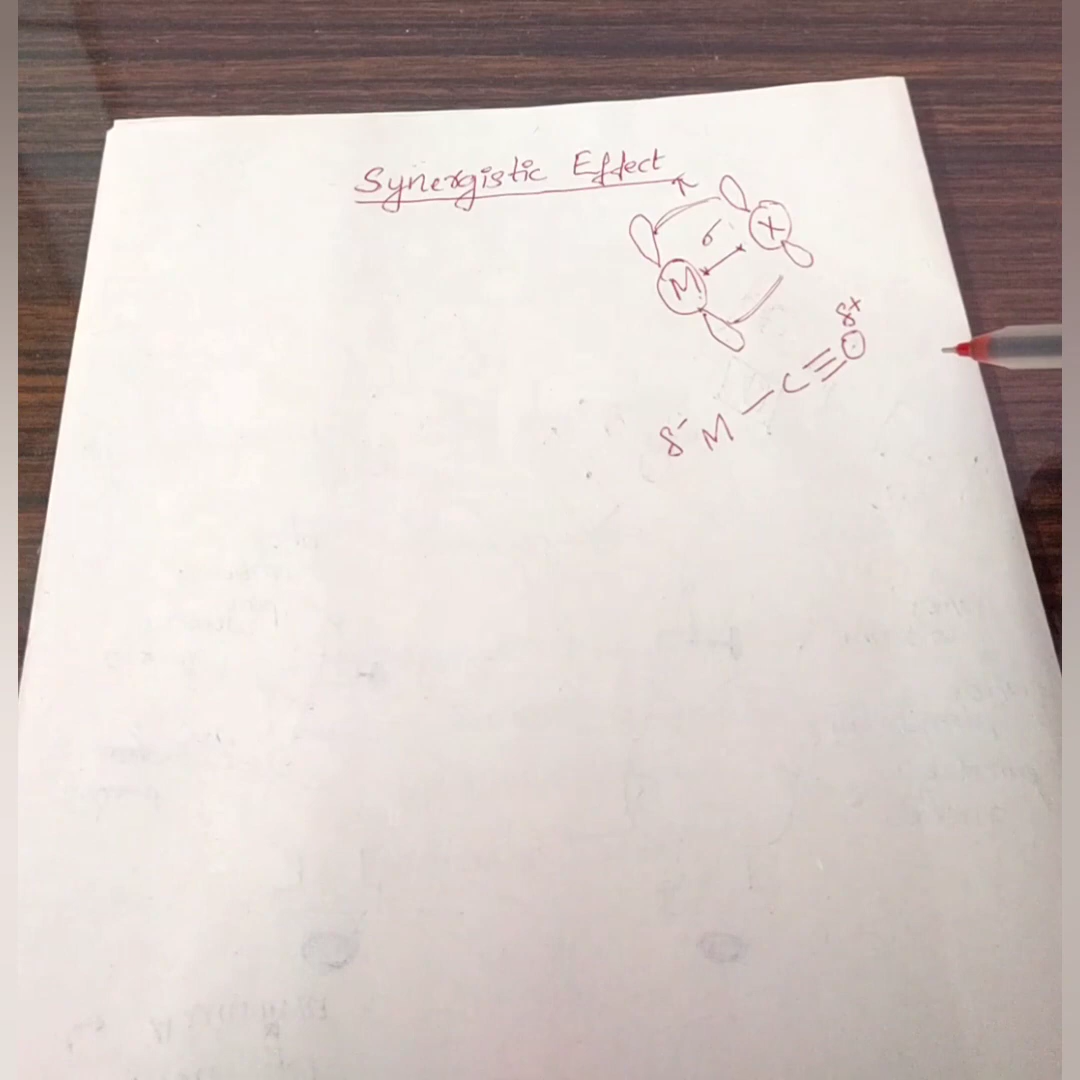 Synergistic Effect
X
σ
M
δ+
M — C ≡ O
δ-